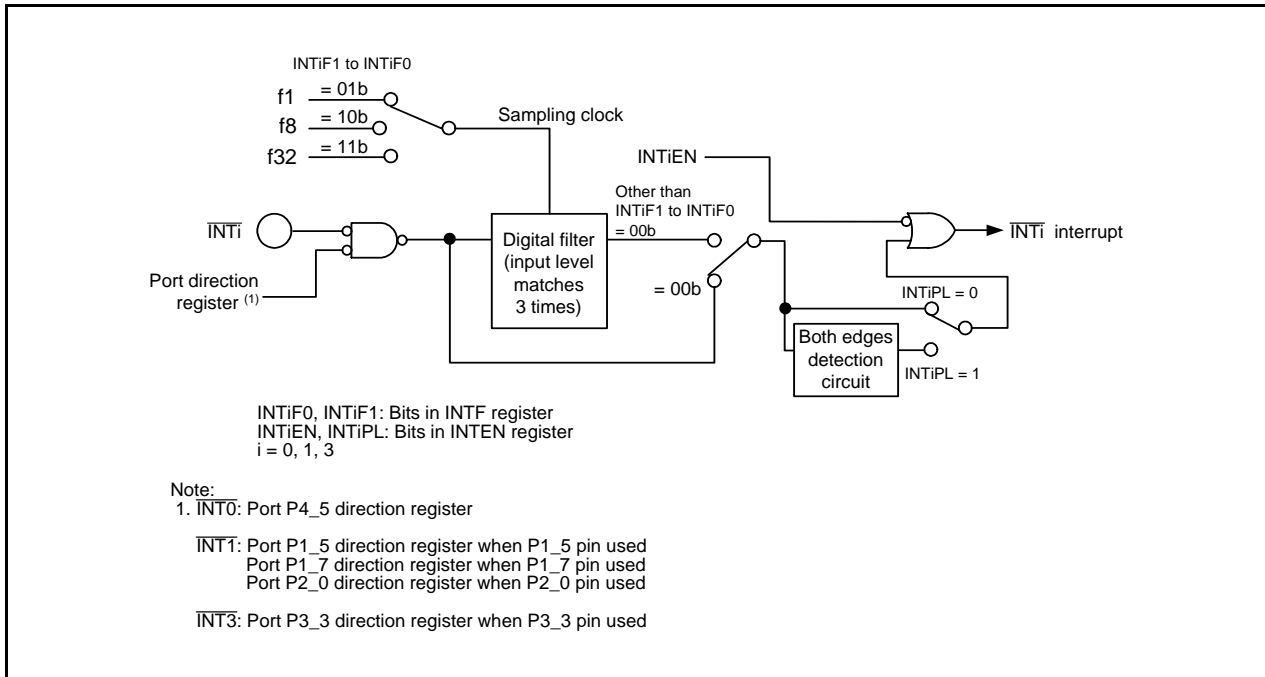 INTiF1 to INTiF0
f1
= 01b
f8
= 10b
f32
= 11b
Sampling clock
INTiEN
Other than
INTiF1 to INTiF0
= 00b
INTi
Digital filter
(input level
matches
3 times)
= 00b
INTi interrupt
Port direction
register (1)
INTiPL = 0
Both edges
detection
circuit
INTiPL = 1
INTiF0, INTiF1: Bits in INTF register
INTiEN, INTiPL: Bits in INTEN register
i = 0, 1, 3
Note:
1. INT0: Port P4_5 direction register
INT1: Port P1_5 direction register when P1_5 pin used
Port P1_7 direction register when P1_7 pin used
Port P2_0 direction register when P2_0 pin used
INT3: Port P3_3 direction register when P3_3 pin used